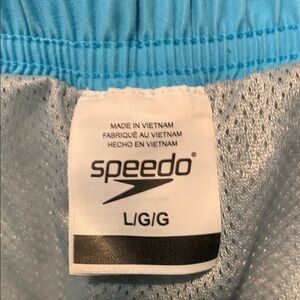 MADE IN VIETNAM
FABRIQUÉ AU VIETNAM
HECHO EN VIETNAM
speedo®
L/G/G